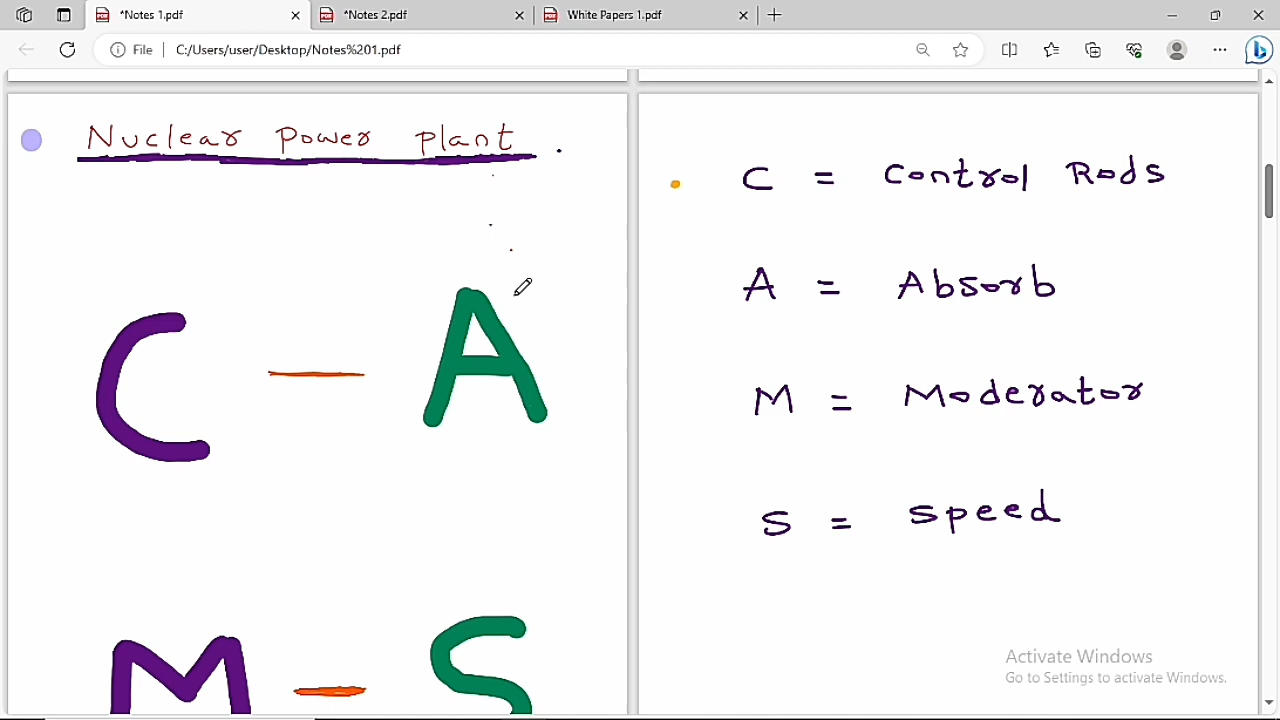 *Notes 1.pdf
*Notes 2.pdf
White Papers 1.pdf
File
C:/Users/user/Desktop/Notes%201.pdf
Nuclear Power plant .
C — A
M — S
C = Control Rods
A = Absorb
M = Moderator
S = Speed
Activate Windows
Go to Settings to activate Windows.